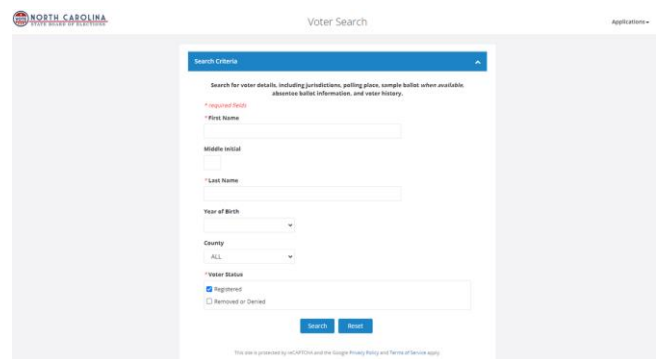 NORTH CAROLINA
STATE BOARD OF ELECTIONS
Voter Search
Applications
Search Criteria
Search for voter details, including jurisdictions, polling place, sample ballot when available,
absentee ballot information, and voter history.
* required fields
* First Name
Middle Initial
* Last Name
Year of Birth
County
ALL
* Voter Status
Registered
Removed or Denied
Search Reset
This site is protected by reCAPTCHA and the Google Privacy Policy and Terms of Service apply.